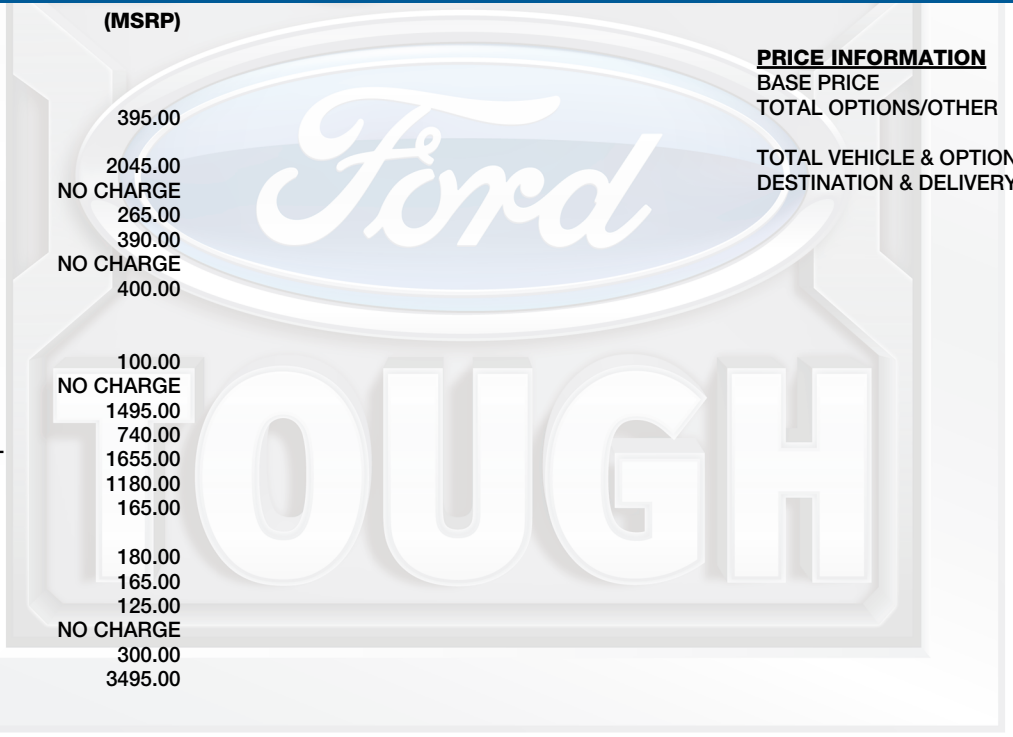 (MSRP)
395.00
2045.00
NO CHARGE
265.00
390.00
NO CHARGE
400.00
100.00
NO CHARGE
1495.00
740.00
1655.00
1180.00
165.00
180.00
165.00
125.00
NO CHARGE
300.00
3495.00
PRICE INFORMATION
BASE PRICE
TOTAL OPTIONS/OTHER
TOTAL VEHICLE & OPTION
DESTINATION & DELIVERY
Ford
TOUGH